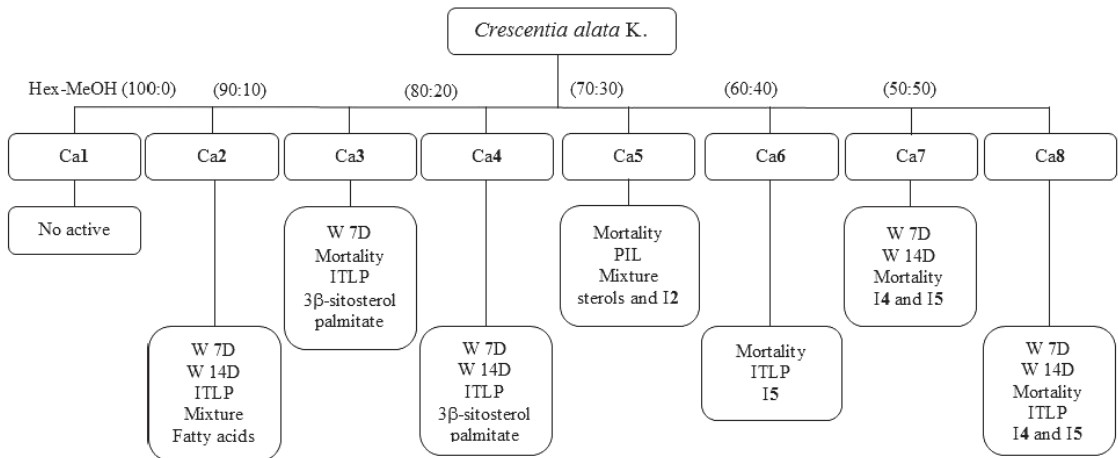 Crescentia alata K.
Hex-MeOH (100:0) (90:10) (80:20) (70:30) (60:40) (50:50)
Ca1 Ca2 Ca3 Ca4 Ca5 Ca6 Ca7 Ca8
No active
W 7D
Mortality
ITLP
3β-sitosterol
palmitate
Mortality
PIL
Mixture
sterols and I2
W 7D
W 14D
Mortality
I4 and I5
W 7D
W 14D
ITLP
Mixture
Fatty acids
W 7D
W 14D
ITLP
3β-sitosterol
palmitate
Mortality
ITLP
I5
W 7D
W 14D
Mortality
ITLP
I4 and I5